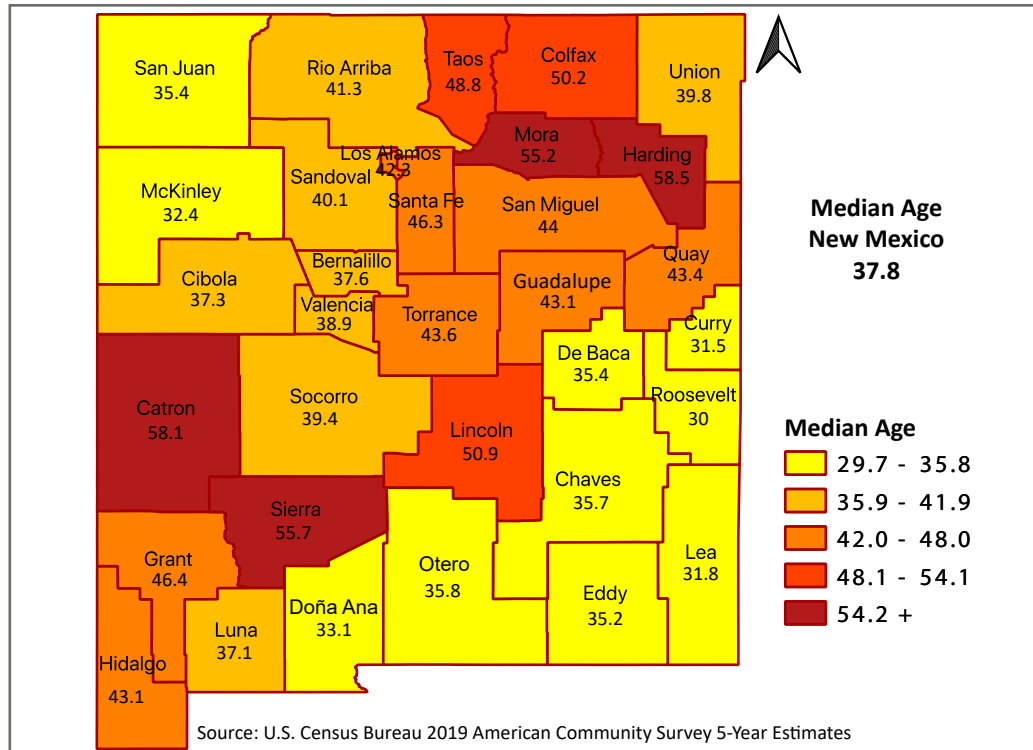 San Juan
35.4
Rio Arriba
41.3
Taos
48.8
Colfax
50.2
Union
39.8
Mora
55.2
Harding
58.5
Los Alamos
42.3
Sandoval
40.1
Santa Fe
46.3
San Miguel
44
McKinley
32.4
Quay
43.4
Cibola
37.3
Bernalillo
37.6
Valencia
38.9
Torrance
43.6
Guadalupe
43.1
Curry
31.5
De Baca
35.4
Roosevelt
30
Catron
58.1
Socorro
39.4
Lincoln
50.9
Chaves
35.7
Sierra
55.7
Grant
46.4
Otero
35.8
Lea
31.8
Eddy
35.2
Doña Ana
33.1
Luna
37.1
Hidalgo
43.1
Median Age
New Mexico
37.8
Median Age
29.7 - 35.8
35.9 - 41.9
42.0 - 48.0
48.1 - 54.1
54.2 +
Source: U.S. Census Bureau 2019 American Community Survey 5-Year Estimates